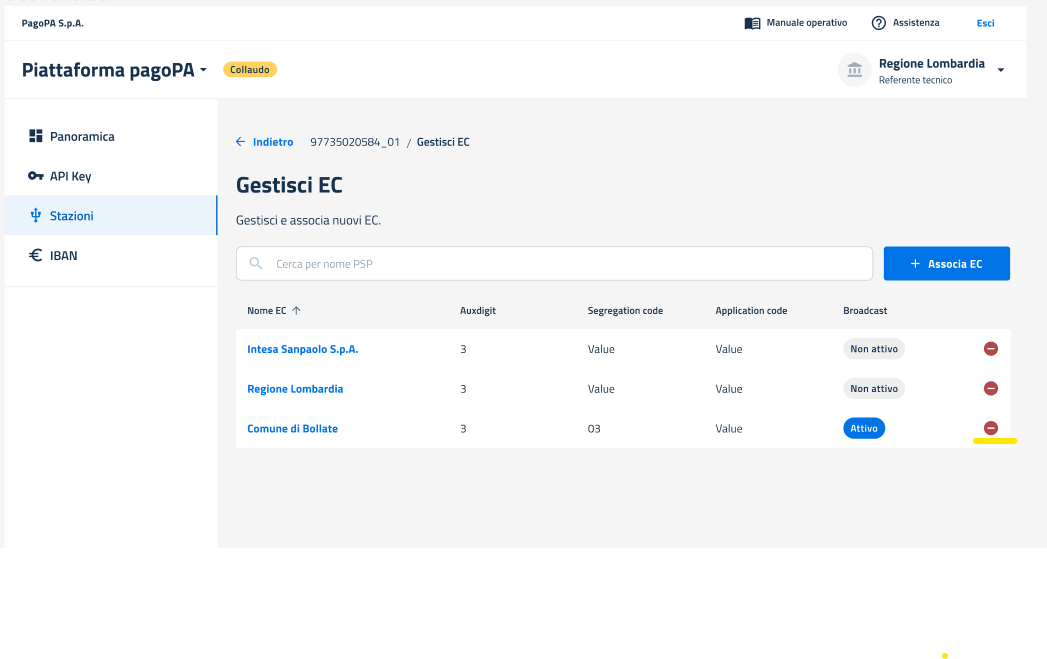 PagoPA S.p.A.
Manuale operativo
Assistenza
Esci
Piattaforma pagoPA
Collaudo
Regione Lombardia
Referente tecnico
Panoramica
API Key
Stazioni
IBAN
Indietro 97735020584_01 / Gestisci EC
Gestisci EC
Gestisci e associa nuovi EC.
Cerca per nome PSP
+ Associa EC
Nome EC ↑ Auxdigit Segregation code Application code Broadcast
Intesa Sanpaolo S.p.A. 3 Value Value Non attivo
Regione Lombardia 3 Value Value Non attivo
Comune di Bollate 3 03 Value Attivo